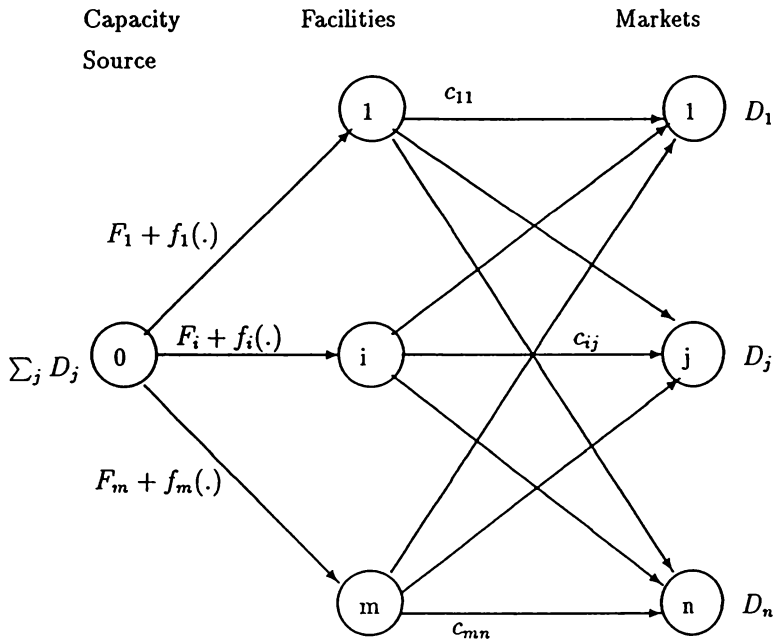 Capacity Source
Facilities
Markets
1
c₁₁
1
D₁
F₁ + f₁(.)
∑ⱼ Dⱼ
0
Fᵢ + fᵢ(.)
i
cᵢⱼ
j
Dⱼ
Fₘ + fₘ(.)
m
cₘₙ
n
Dₙ